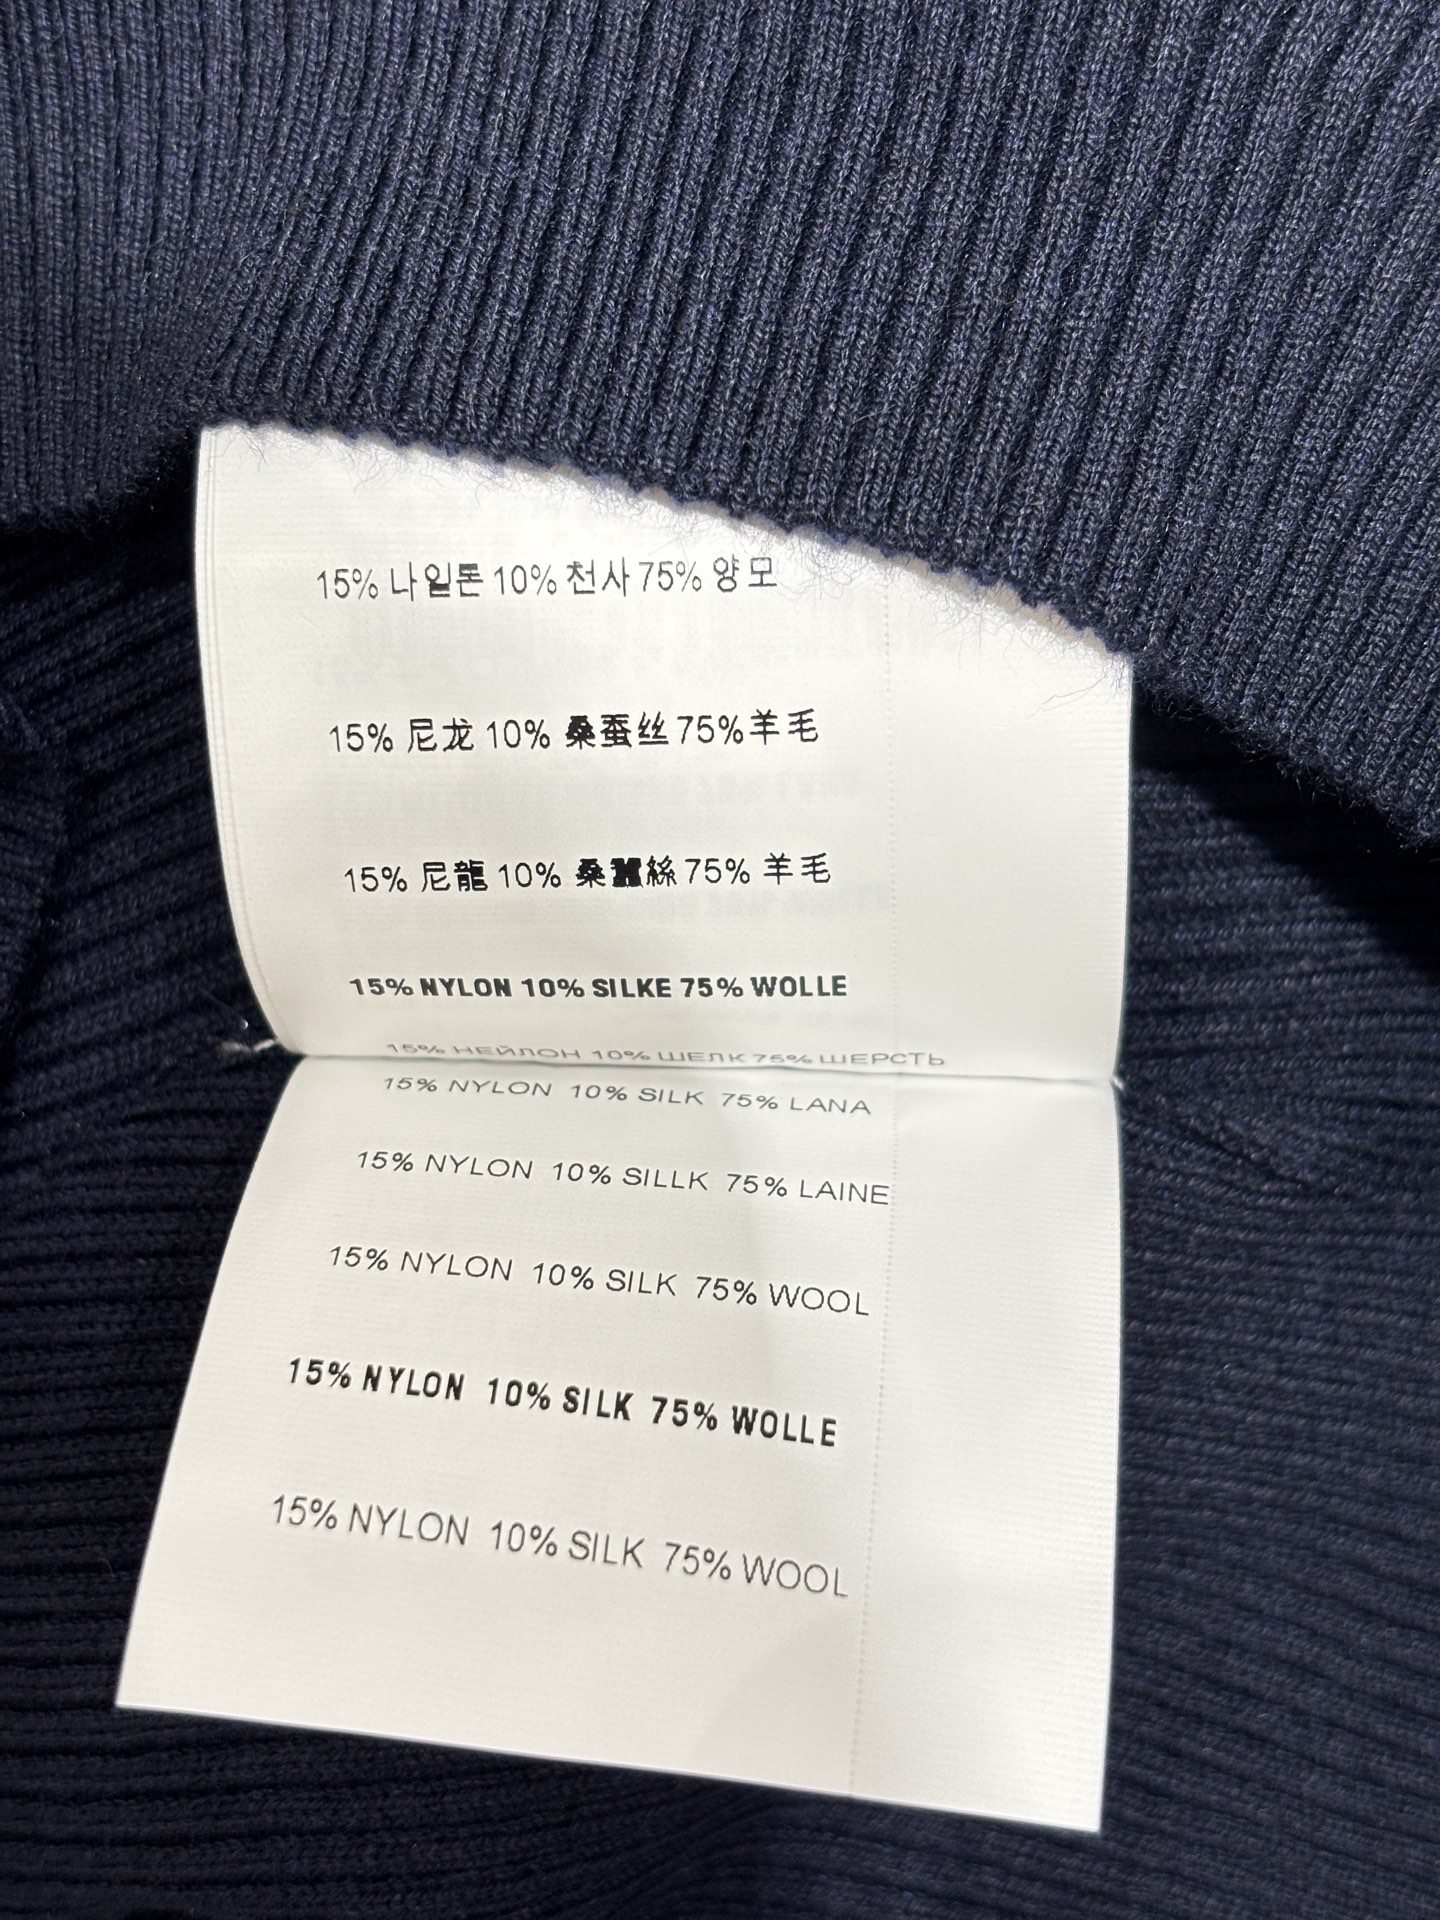 15% 나일론 10% 천사 75% 양모
15% 尼龙 10% 桑蚕丝 75% 羊毛
15% 尼龍 10% 桑蠶絲 75% 羊毛
15% NYLON 10% SILKE 75% WOLLE
15% НЕЙЛОН 10% ШЕЛК 75% ШЕРСТЬ
15% NYLON 10% SILK 75% LANA
15% NYLON 10% SILLK 75% LAINE
15% NYLON 10% SILK 75% WOOL
15% NYLON 10% SILK 75% WOLLE
15% NYLON 10% SILK 75% WOOL